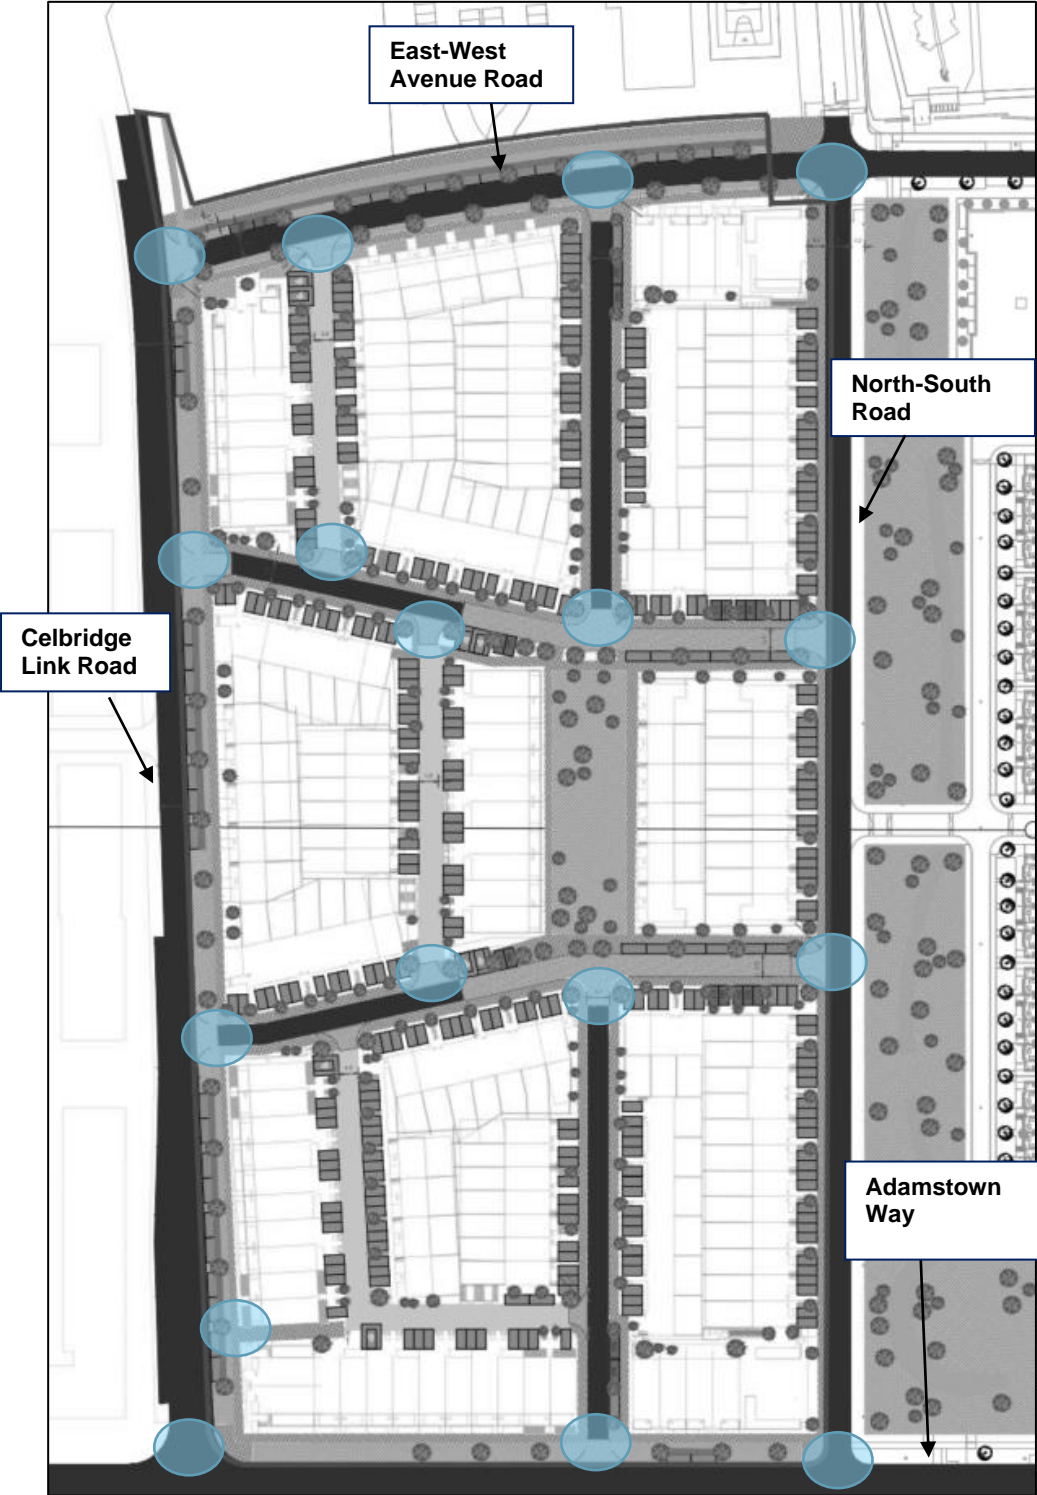 East-West
Avenue Road
North-South
Road
Celbridge
Link Road
Adamstown
Way